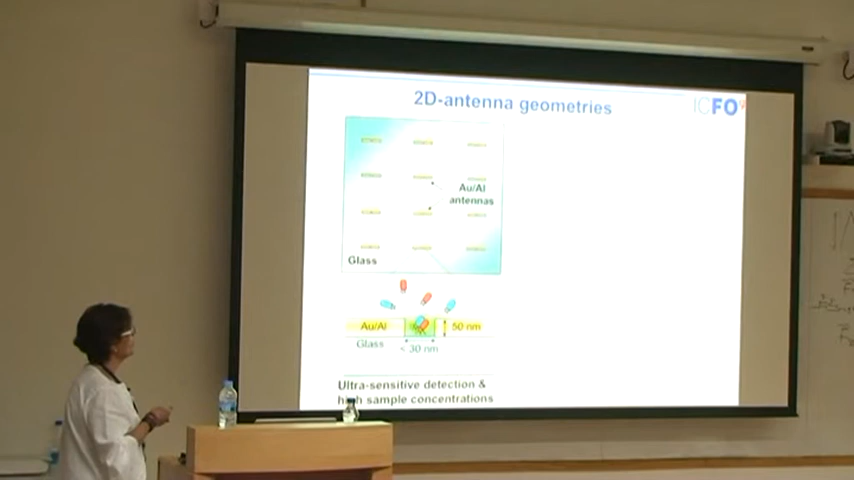 2D-antenna geometries
ICFO
Au/Al
antennas
Glass
Au/Al
50 nm
Glass
< 30 nm
Ultra-sensitive detection &
high sample concentrations